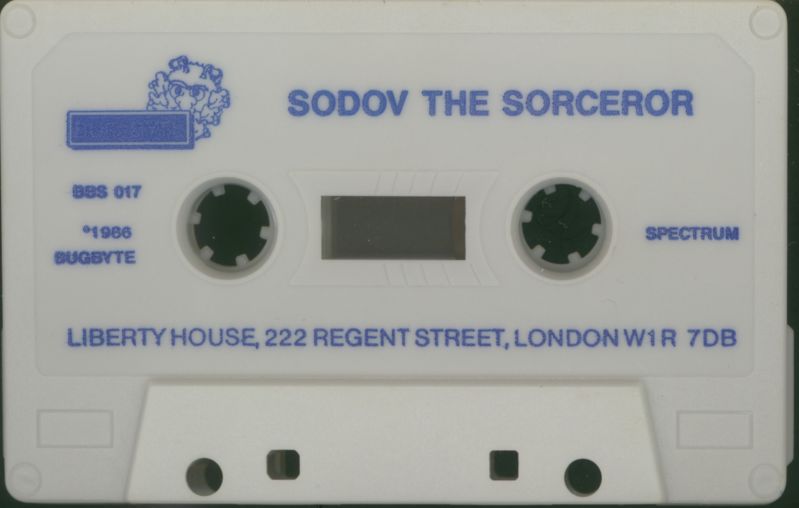 SODOV THE SORCEROR
BBS 017
©1986
BUGBYTE
SPECTRUM
LIBERTY HOUSE, 222 REGENT STREET, LONDON W1R 7DB